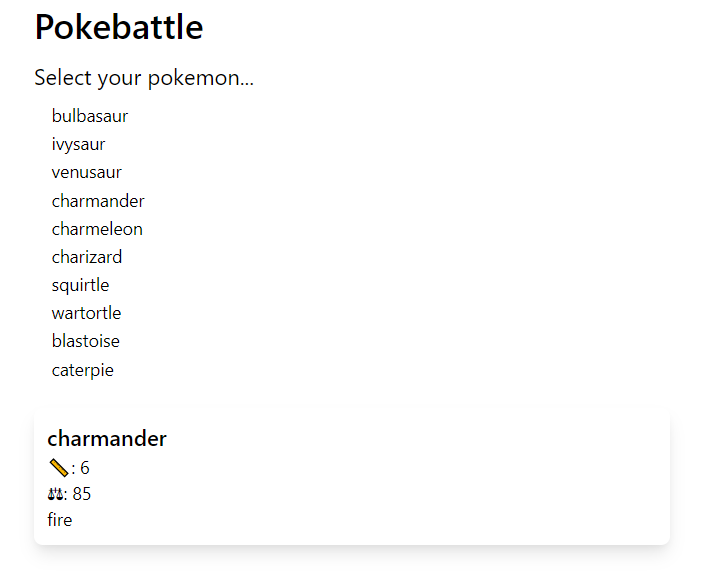 Pokebattle
Select your pokemon...
bulbasaur
ivysaur
venusaur
charmander
charmeleon
charizard
squirtle
wartortle
blastoise
caterpie
charmander
📏: 6
⚖: 85
fire